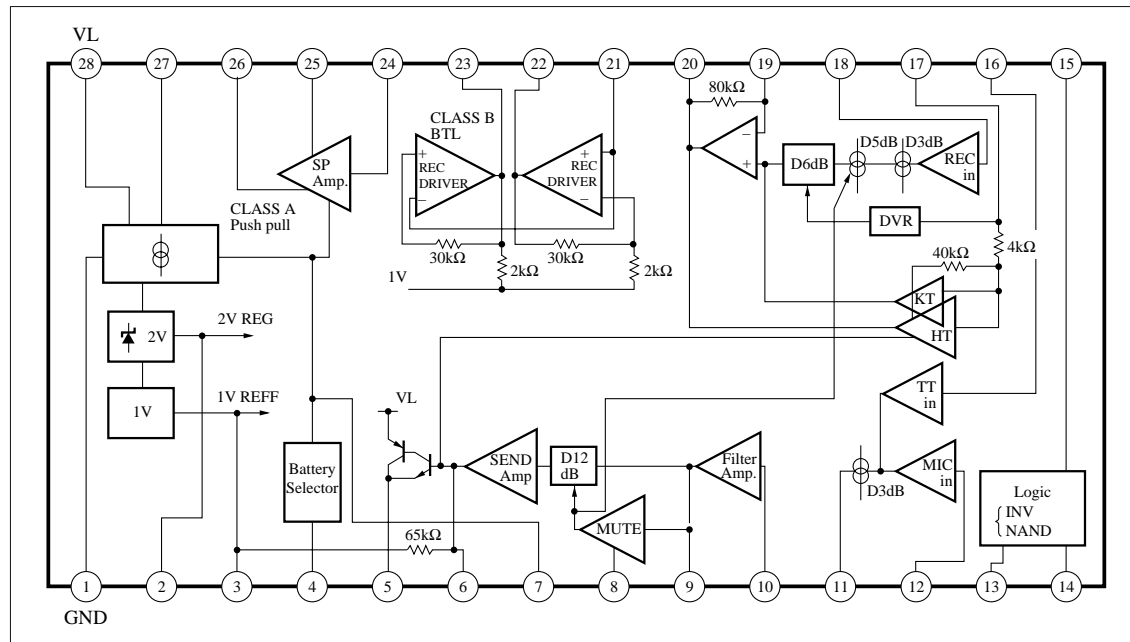 VL
28 27 26 25 24 23 22 21 20 19 18 17 16 15
80kΩ
CLASS B
BTL
D5dB D3dB
SP
Amp.
+
REC
DRIVER
−
+
REC
DRIVER
−
−
+
D6dB
REC
in
CLASS A
Push pull
DVR
30kΩ
2kΩ
30kΩ
2kΩ
1V
4kΩ
40kΩ
KT
HT
2V
2V REG
1V
1V REFF
VL
TT
in
Battery
Selector
SEND
Amp
D12
dB
Filter
Amp.
MIC
in
D3dB
Logic
INV
NAND
MUTE
65kΩ
1 2 3 4 5 6 7 8 9 10 11 12 13 14
GND